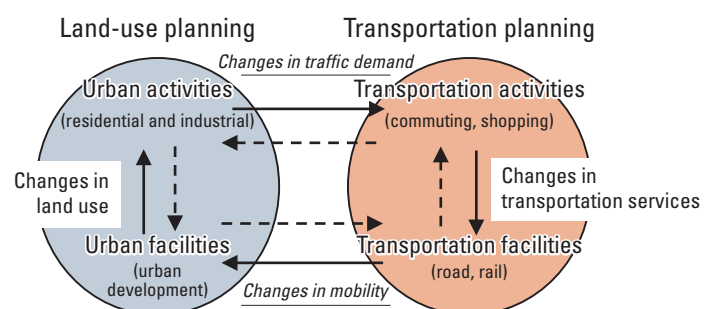 Land-use planning
Transportation planning
Changes in traffic demand
Urban activities
(residential and industrial)
Transportation activities
(commuting, shopping)
Changes in
land use
Changes in
transportation services
Urban facilities
(urban
development)
Transportation facilities
(road, rail)
Changes in mobility